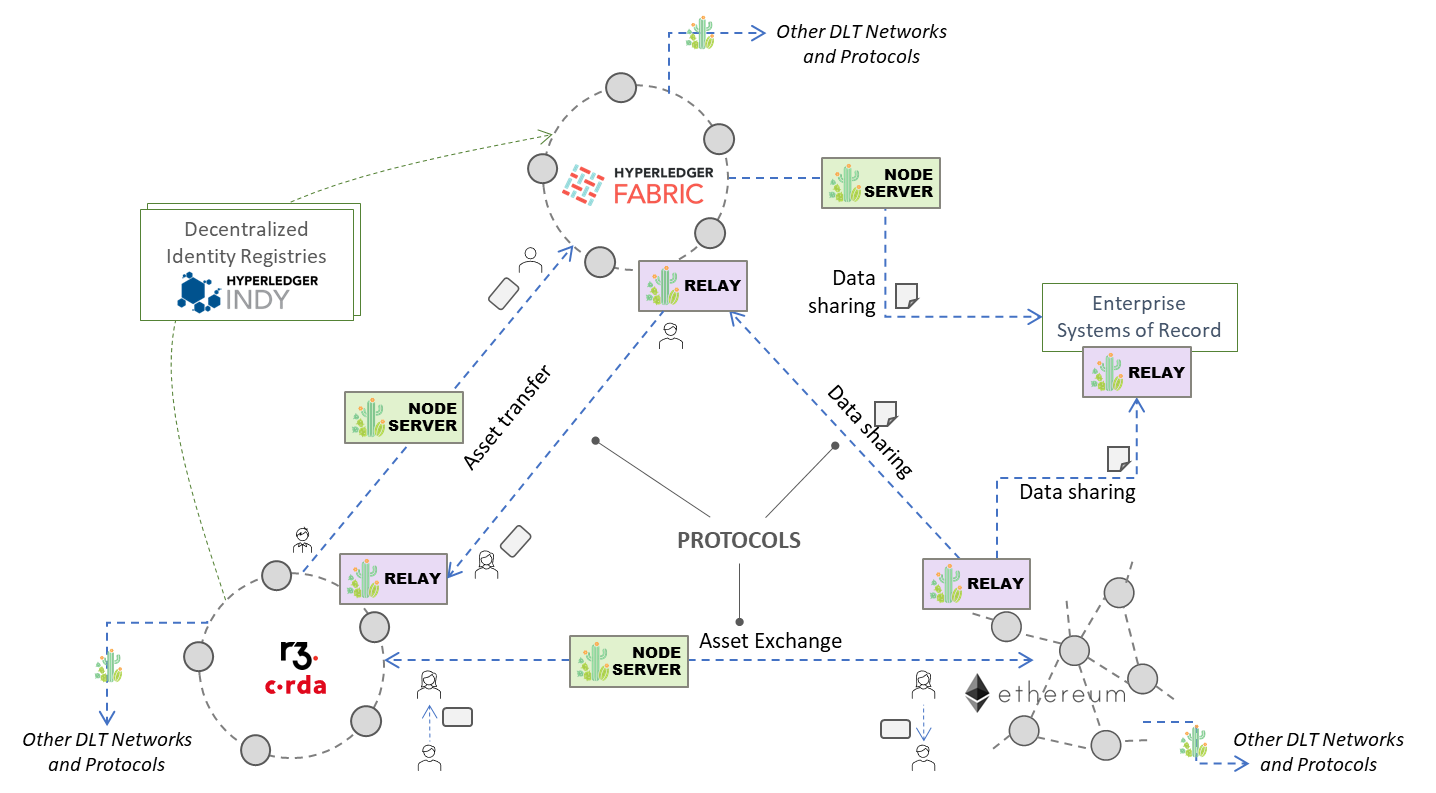 Other DLT Networks
and Protocols
HYPERLEDGER
FABRIC
NODE
SERVER
Decentralized
Identity Registries
HYPERLEDGER
INDY
RELAY
Data
sharing
Enterprise
Systems of Record
RELAY
NODE
SERVER
Asset transfer
Data sharing
Data sharing
PROTOCOLS
RELAY
RELAY
NODE
SERVER
Asset Exchange
r3.
c·rda
ethereum
Other DLT Networks
and Protocols
Other DLT Networks
and Protocols